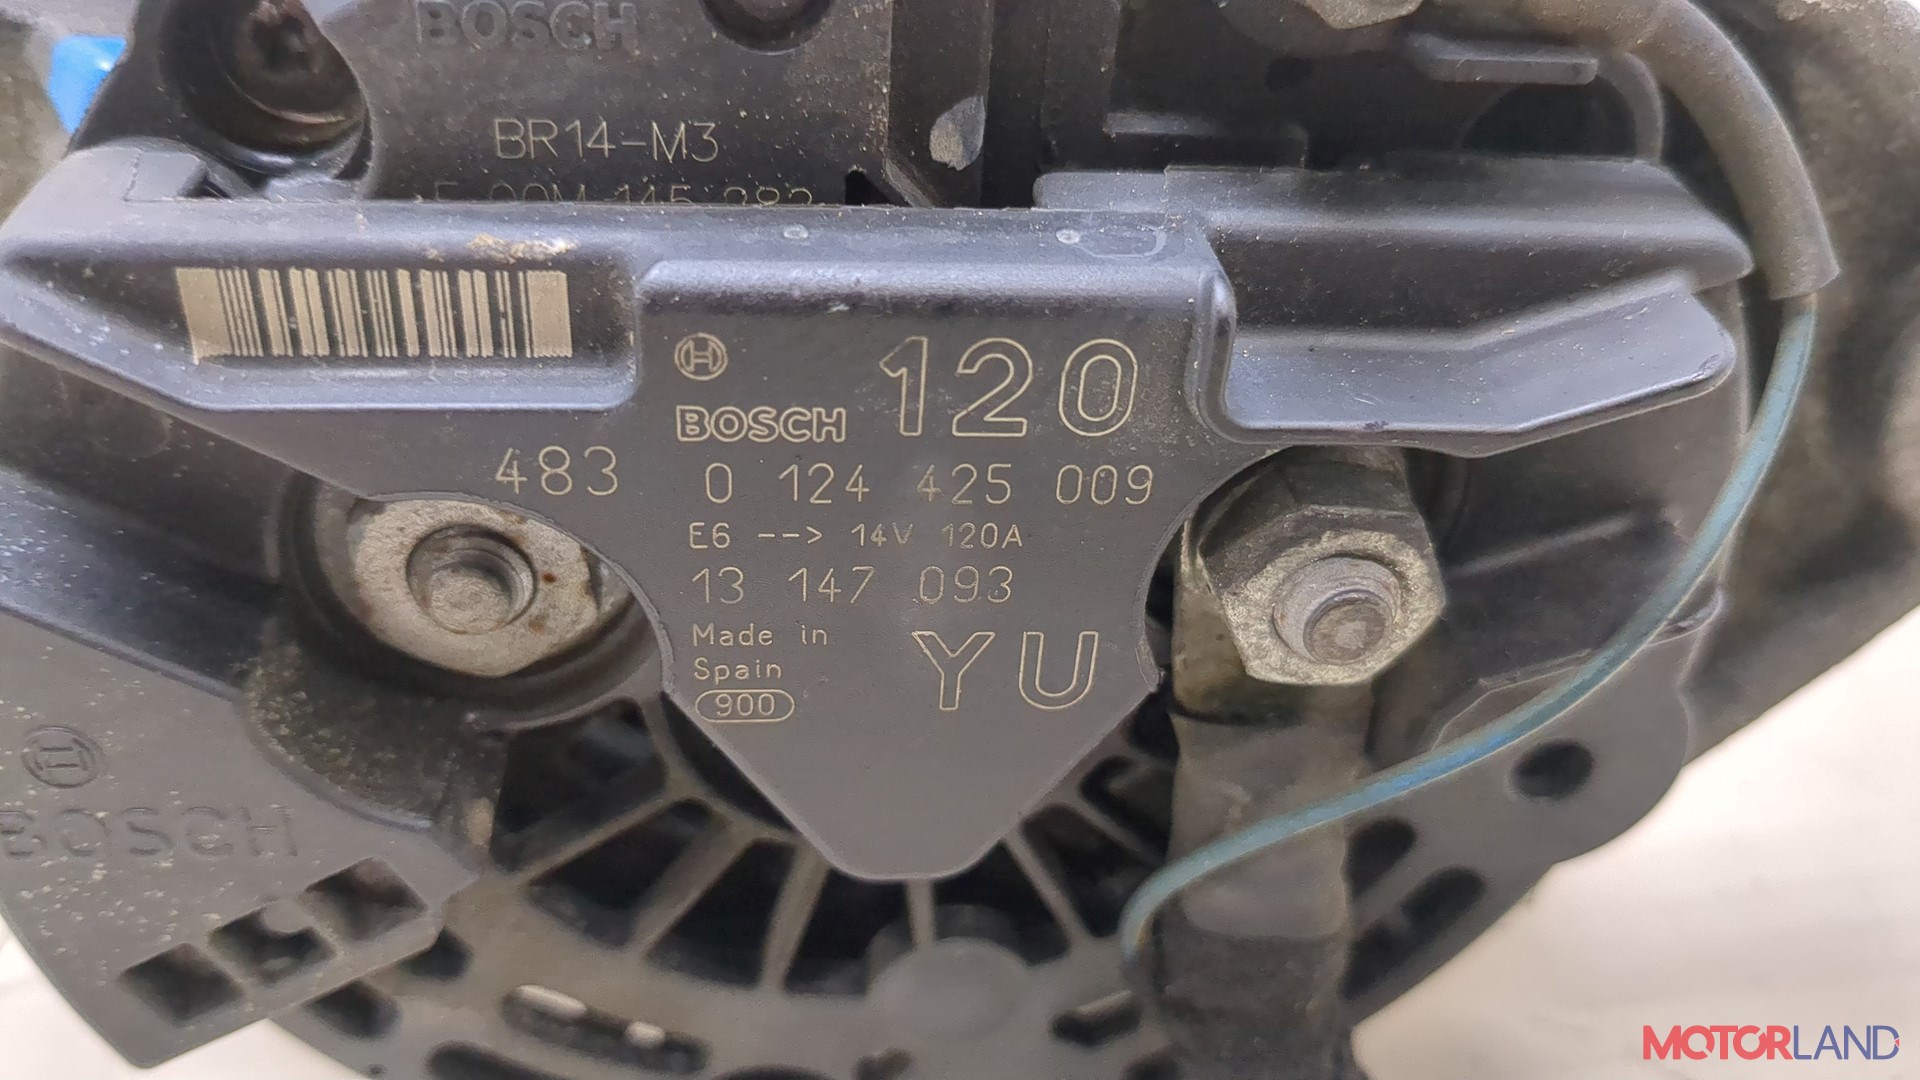 BOSCH
BR14-M3
BOSCH 120
483 0 124 425 009
E6 --> 14V 120A
13 147 093
Made in
Spain
900
YU
BOSCH
MOTORLAND